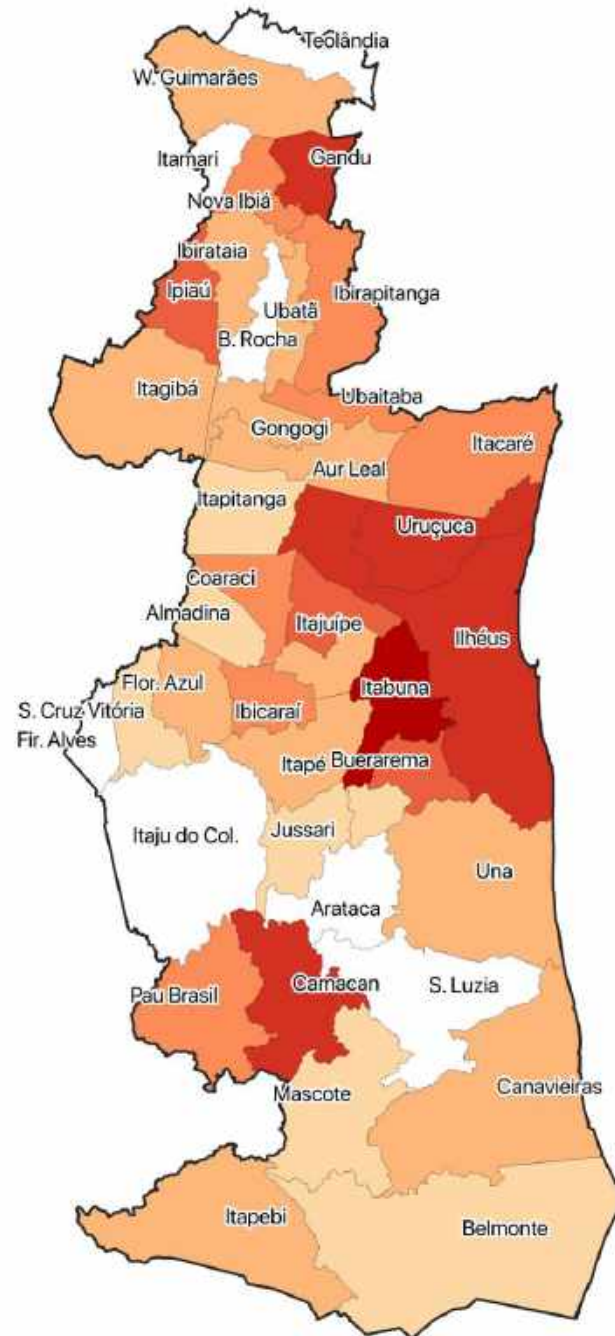 Teolândia
W. Guimarães
Itamari
Gandu
Nova Ibiá
Ibirataia
Ipiaú
Ibirapitanga
Ubatã
B. Rocha
Itagibá
Ubaitaba
Gongogi
Itacaré
Aur Leal
Itapitanga
Uruçuca
Coaraci
Almadina
Itajuípe
Ilhéus
Flor. Azul
Itabuna
S. Cruz Vitória
Ibicaraí
Fir. Alves
Itapé
Buerarema
Itaju do Col.
Jussari
Una
Arataca
Camacan
S. Luzia
Pau Brasil
Mascote
Canavieiras
Itapebi
Belmonte